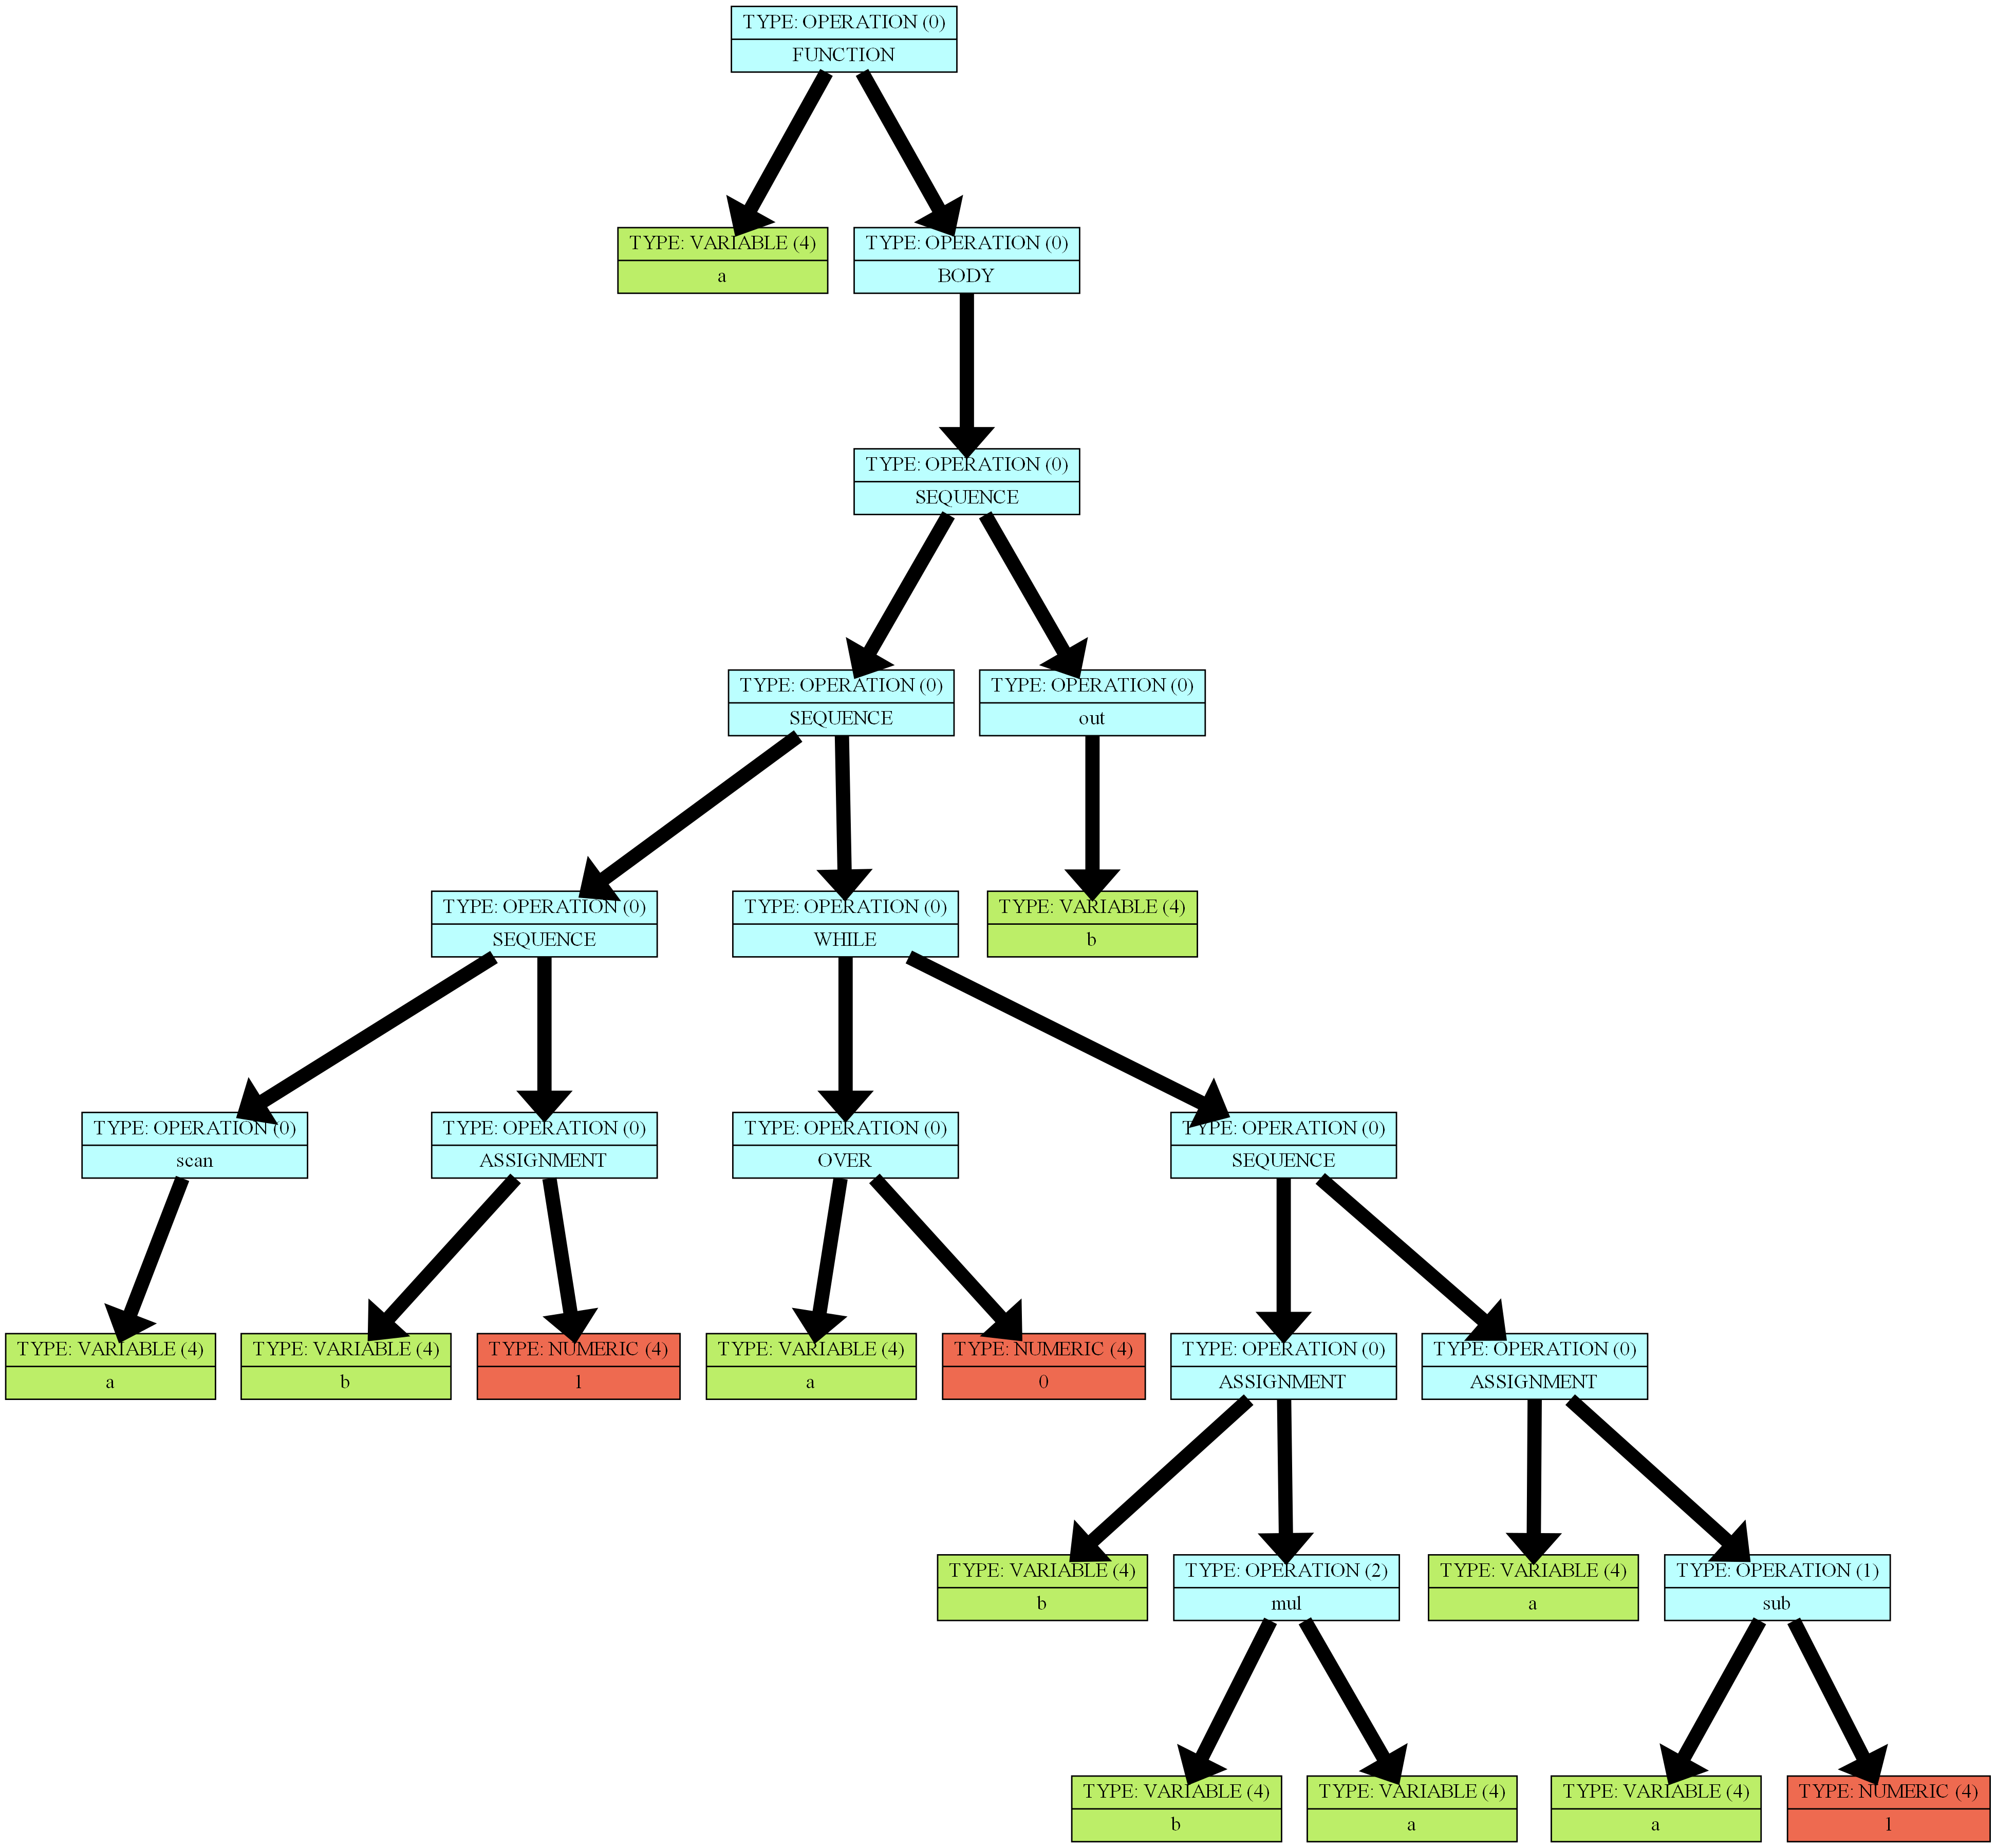 TYPE: OPERATION (0)
FUNCTION
TYPE: VARIABLE (4)
a
TYPE: OPERATION (0)
BODY
TYPE: OPERATION (0)
SEQUENCE
TYPE: OPERATION (0)
SEQUENCE
TYPE: OPERATION (0)
out
TYPE: OPERATION (0)
SEQUENCE
TYPE: OPERATION (0)
WHILE
TYPE: VARIABLE (4)
b
TYPE: OPERATION (0)
scan
TYPE: OPERATION (0)
ASSIGNMENT
TYPE: OPERATION (0)
OVER
TYPE: OPERATION (0)
SEQUENCE
TYPE: VARIABLE (4)
a
TYPE: VARIABLE (4)
b
TYPE: NUMERIC (4)
1
TYPE: VARIABLE (4)
a
TYPE: NUMERIC (4)
0
TYPE: OPERATION (0)
ASSIGNMENT
TYPE: OPERATION (0)
ASSIGNMENT
TYPE: VARIABLE (4)
b
TYPE: OPERATION (2)
mul
TYPE: VARIABLE (4)
a
TYPE: OPERATION (1)
sub
TYPE: VARIABLE (4)
b
TYPE: VARIABLE (4)
a
TYPE: VARIABLE (4)
a
TYPE: NUMERIC (4)
1